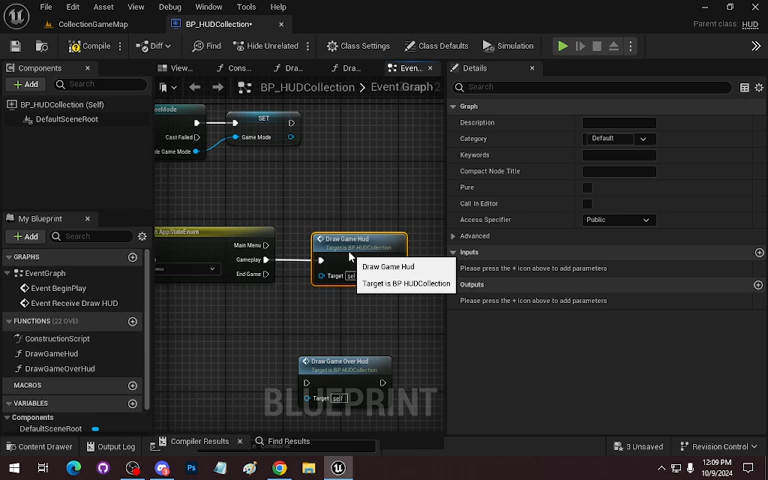 File Edit Asset View Debug Window Tools Help
CollectionGameMap BP_HUDCollection* × Parent class: HUD
Compile Diff Find Hide Unrelated Class Settings Class Defaults Simulation
Components × View... Cons... Dra... Dra... Even... × Details ×
+ Add Search BP_HUDCollection > Event Graph Search
BP_HUDCollection (Self)
DefaultSceneRoot
SET
Cast Failed Game Mode
Graph
Description
Category Default
Keywords
Compact Node Title
Pure
Call In Editor
Access Specifier Public
Advanced
Inputs
Please press the + icon above to add parameters
Outputs
Please press the + icon above to add parameters
My Blueprint ×
+ Add Search
GRAPHS
EventGraph
Event BeginPlay
Event Receive Draw HUD
FUNCTIONS (22 OVE)
ConstructionScript
DrawGameHud
DrawGameOverHud
MACROS
VARIABLES
Components
DefaultSceneRoot
AppStateEnum
Main Menu
Gameplay
End Game
Draw Game Hud
Target is BP HUDCollection
Target self
Draw Game Hud
Target is BP HUDCollection
Draw Game Over Hud
Target is BP HUDCollection
Target self
BLUEPRINT
Compiler Results × Find Results
Content Drawer Output Log 3 Unsaved Revision Control
12:09 PM
10/9/2024